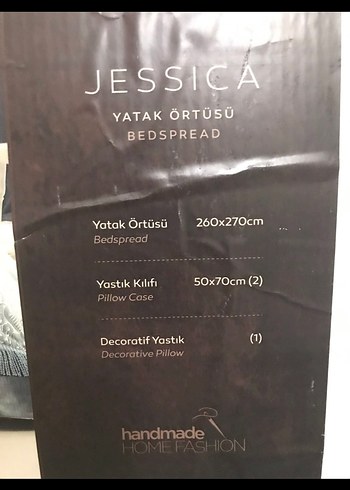 JESSICA
YATAK ÖRTÜSÜ
BEDSPREAD
Yatak Örtüsü 260x270cm
Bedspread
Yastık Kılıfı 50x70cm (2)
Pillow Case
Decoratif Yastık (1)
Decorative Pillow
handmade
HOME FASHION